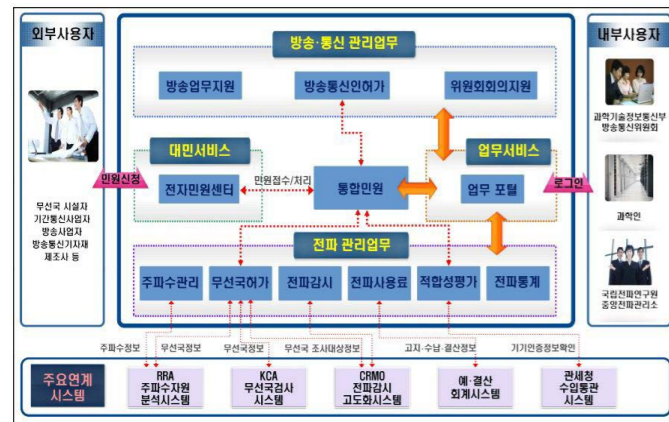 외부사용자
무선국 시설자
기간통신사업자
방송사업자
방송통신기자재
제조사 등
민원신청
방송·통신 관리업무
방송업무지원
방송통신인허가
위원회회의지원
대민서비스
전자민원센터
민원접수/처리
통합민원
업무서비스
업무 포털
전파 관리업무
주파수관리
무선국허가
전파감시
전파사용료
적합성평가
전파통계
로그인
내부사용자
과학기술정보통신부
방송통신위원회
과학인
국립전파연구원
중앙전파관리소
주파수정보
무선국정보
무선국정보
무선국 조사대상정보
고지·수납·결산정보
기기인증정보확인
주요연계
시스템
RRA
주파수자원
분석시스템
KCA
무선국검사
시스템
CRMO
전파감시
고도화시스템
예·결산
회계시스템
관세청
수입통관
시스템